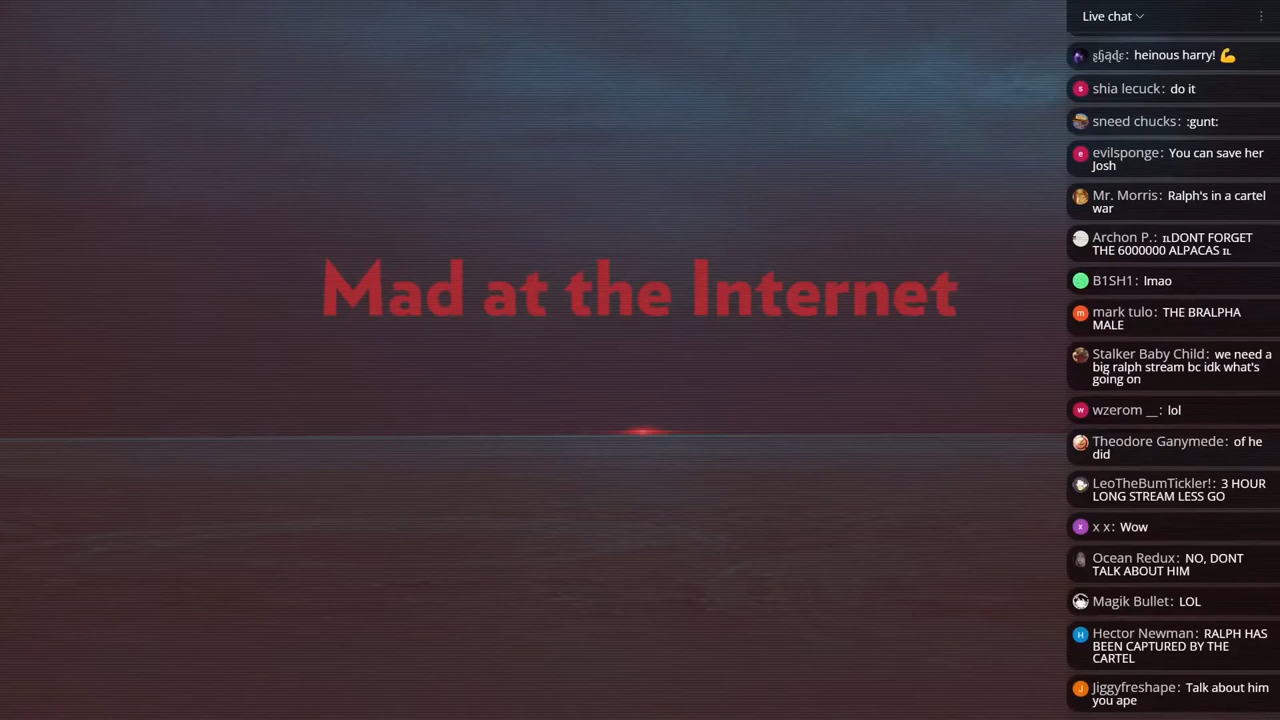 Live chat
Mad at the Internet
ʂɧąɖɛ: heinous harry! 💪
shia lecuck: do it
sneed chucks: :gunt:
evilsponge: You can save her
Josh
Mr. Morris: Ralph's in a cartel
war
Archon P.: DONT FORGET
THE 6000000 ALPACAS
B1SH1: lmao
mark tulo: THE BRALPHA
MALE
Stalker Baby Child: we need a
big ralph stream bc idk what's
going on
wzerom __: lol
Theodore Ganymede: of he
did
LeoTheBumTickler!: 3 HOUR
LONG STREAM LESS GO
x x: Wow
Ocean Redux: NO, DONT
TALK ABOUT HIM
Magik Bullet: LOL
Hector Newman: RALPH HAS
BEEN CAPTURED BY THE
CARTEL
Jiggyfreshape: Talk about him
you ape